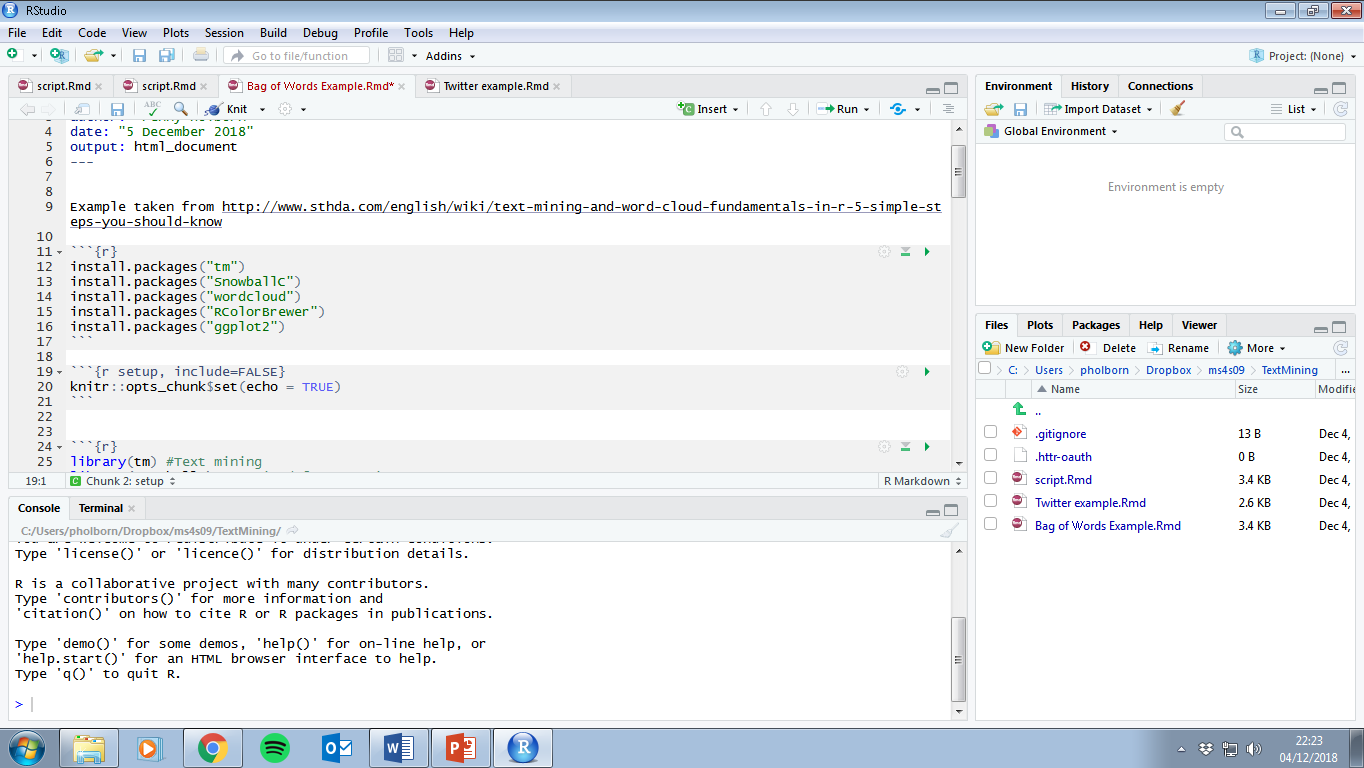 RStudio
File Edit Code View Plots Session Build Debug Profile Tools Help
Go to file/function Addins Project: (None)
script.Rmd script.Rmd Bag of Words Example.Rmd* Twitter example.Rmd
ABC Knit Insert Run
4 date: "5 December 2018"
5 output: html_document
6 ---
7
8
9 Example taken from http://www.sthda.com/english/wiki/text-mining-and-word-cloud-fundamentals-in-r-5-simple-st
eps-you-should-know
10
11 ```{r}
12 install.packages("tm")
13 install.packages("SnowballC")
14 install.packages("wordcloud")
15 install.packages("RColorBrewer")
16 install.packages("ggplot2")
17 ```
18
19 ```{r setup, include=FALSE}
20 knitr::opts_chunk$set(echo = TRUE)
21 ```
22
23
24 ```{r}
25 library(tm) #Text mining
19:1 Chunk 2: setup R Markdown
Console Terminal
C:/Users/pholborn/Dropbox/ms4s09/TextMining/
Type 'license()' or 'licence()' for distribution details.
R is a collaborative project with many contributors.
Type 'contributors()' for more information and
'citation()' on how to cite R or R packages in publications.
Type 'demo()' for some demos, 'help()' for on-line help, or
'help.start()' for an HTML browser interface to help.
Type 'q()' to quit R.
>
Environment History Connections
Import Dataset List
Global Environment
Environment is empty
Files Plots Packages Help Viewer
New Folder Delete Rename More
C: Users pholborn Dropbox ms4s09 TextMining ...
Name Size Modifie
..
.gitignore 13 B Dec 4,
.httr-oauth 0 B Dec 4,
script.Rmd 3.4 KB Dec 4,
Twitter example.Rmd 2.6 KB Dec 4,
Bag of Words Example.Rmd 3.4 KB Dec 4,
22:23
04/12/2018